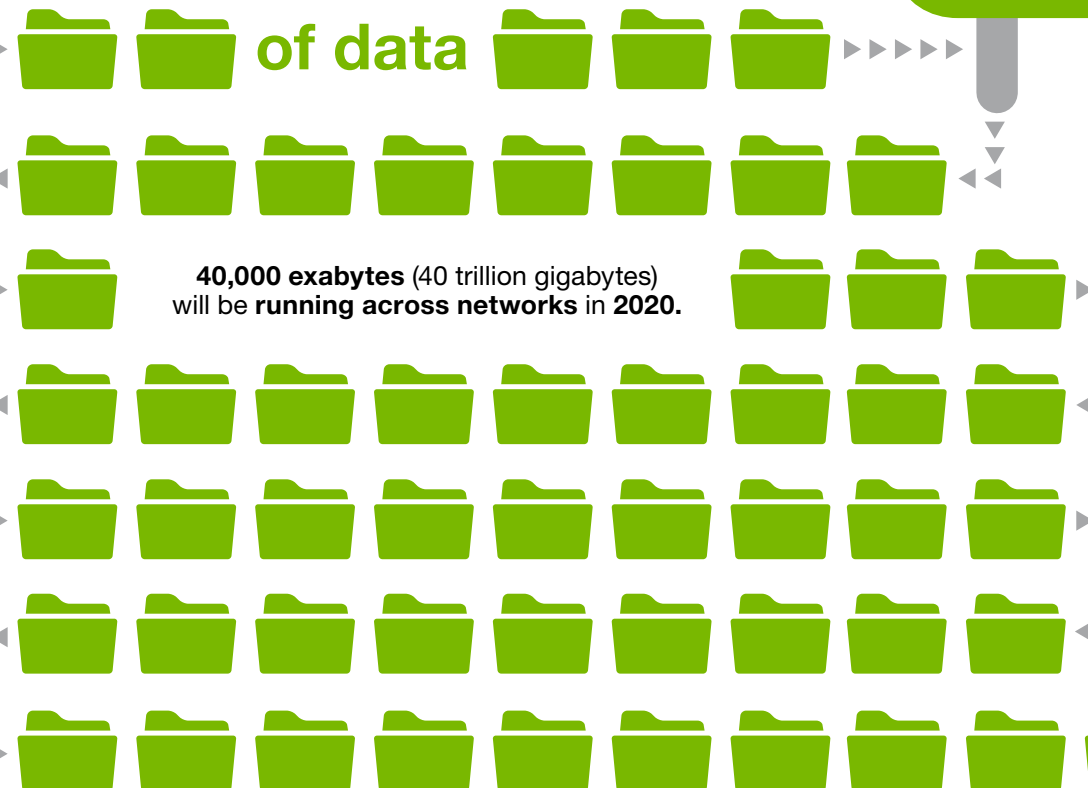 of data
40,000 exabytes (40 trillion gigabytes)
will be running across networks in 2020.